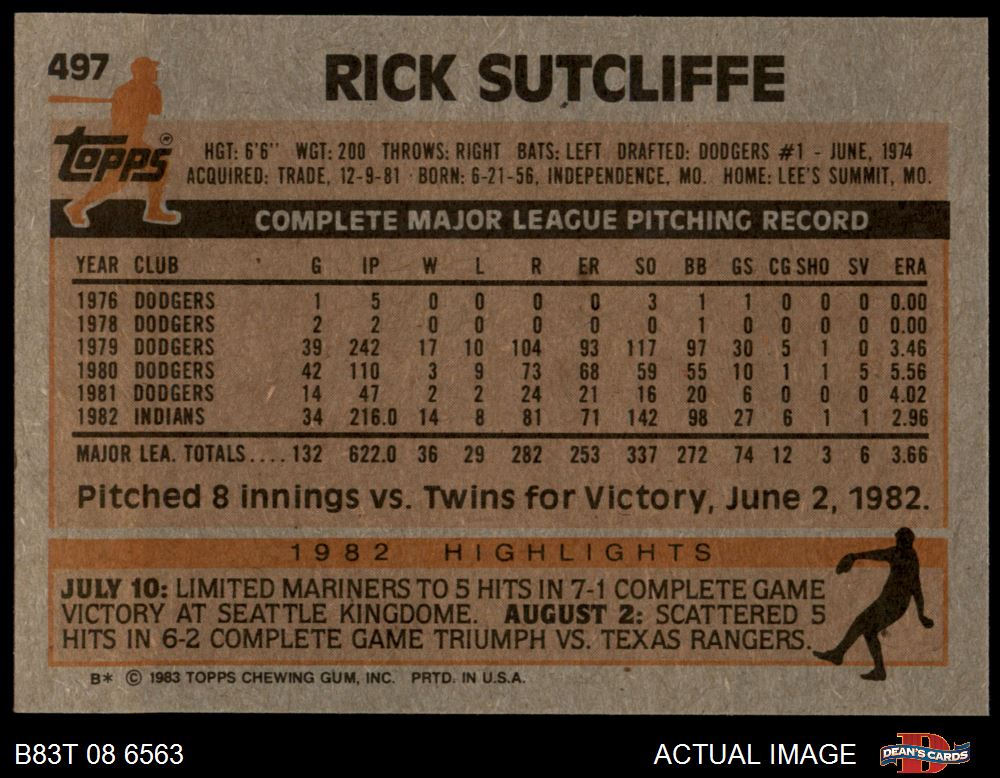 497
RICK SUTCLIFFE
topps®
HGT: 6'6" WGT: 200 THROWS: RIGHT BATS: LEFT DRAFTED: DODGERS #1 - JUNE, 1974
ACQUIRED: TRADE, 12-9-81 BORN: 6-21-56, INDEPENDENCE, MO. HOME: LEE'S SUMMIT, MO.
COMPLETE MAJOR LEAGUE PITCHING RECORD
YEAR CLUB G IP W L R ER SO BB GS CG SHO SV ERA
1976 DODGERS 1 5 0 0 0 0 3 1 1 0 0 0 0.00
1978 DODGERS 2 2 0 0 0 0 0 1 0 0 0 0 0.00
1979 DODGERS 39 242 17 10 104 93 117 97 30 5 1 0 3.46
1980 DODGERS 42 110 3 9 73 68 59 55 10 1 1 5 5.56
1981 DODGERS 14 47 2 2 24 21 16 20 6 0 0 0 4.02
1982 INDIANS 34 216.0 14 8 81 71 142 98 27 6 1 1 2.96
MAJOR LEA. TOTALS.... 132 622.0 36 29 282 253 337 272 74 12 3 6 3.66
Pitched 8 innings vs. Twins for Victory, June 2, 1982.
1982 HIGHLIGHTS
JULY 10: LIMITED MARINERS TO 5 HITS IN 7-1 COMPLETE GAME
VICTORY AT SEATTLE KINGDOME. AUGUST 2: SCATTERED 5
HITS IN 6-2 COMPLETE GAME TRIUMPH VS. TEXAS RANGERS.
B* © 1983 TOPPS CHEWING GUM, INC. PRTD. IN U.S.A.
B83T 08 6563
ACTUAL IMAGE
D
DEAN'S CARDS